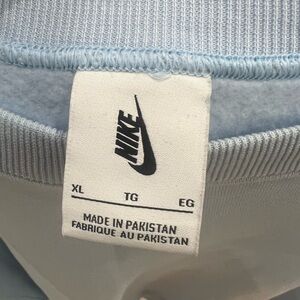 NIKE
XL TG EG
MADE IN PAKISTAN
FABRIQUE AU PAKISTAN